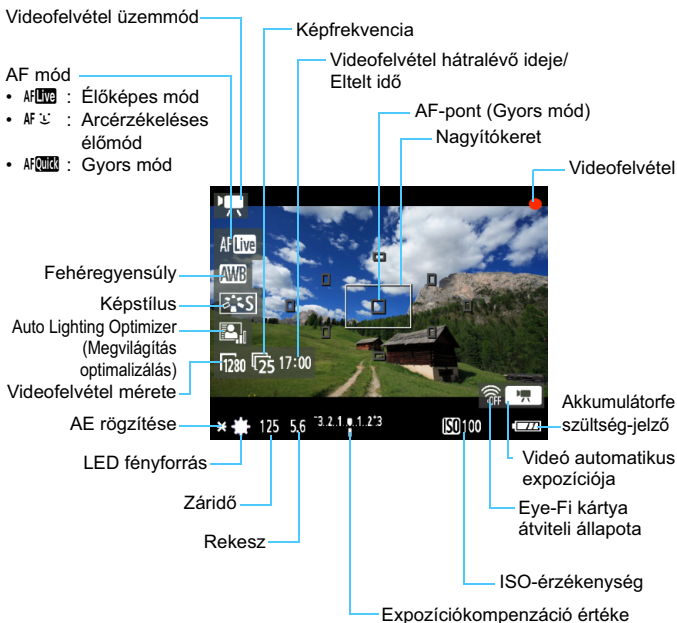 Videofelvétel üzemmód
Képfrekvencia
Videofelvétel hátralévő ideje/
Eltelt idő
AF mód
• AF Live : Élőképes mód
• AF : Arcérzékeléses
élőmód
• AF Quick : Gyors mód
AF-pont (Gyors mód)
Nagyítókeret
Videofelvétel
AF Live
Fehéregyensúly
AWB
Képstílus
S
Auto Lighting Optimizer
(Megvilágítás
optimalizálás)
1280 25 17:00
Videofelvétel mérete
OFF
AE rögzítése
125 5.6 -3..2..1..0..1..2.+3 ISO 100
Akkumulátorfe
szültség-jelző
LED fényforrás
Videó automatikus
expozíciója
Záridő
Eye-Fi kártya
átviteli állapota
Rekesz
ISO-érzékenység
Expozíciókompenzáció értéke